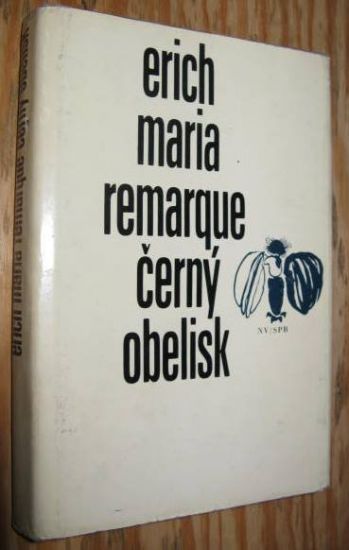 erich
maria
remarque
černý
obelisk
NV/SPB
erich maria remarque černý obelisk